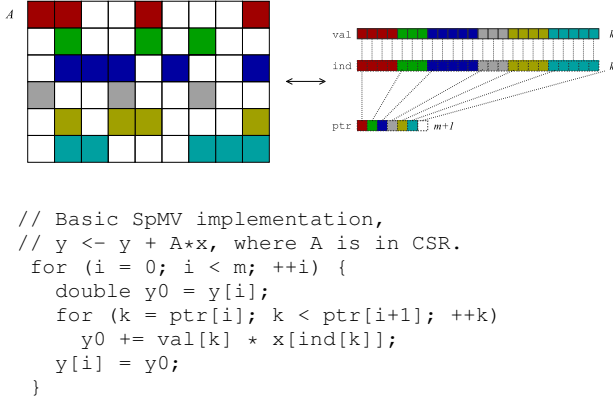 A
val k
ind k
ptr m+1
// Basic SpMV implementation,
// y <- y + A*x, where A is in CSR.
for (i = 0; i < m; ++i) {
double y0 = y[i];
for (k = ptr[i]; k < ptr[i+1]; ++k)
y0 += val[k] * x[ind[k]];
y[i] = y0;
}